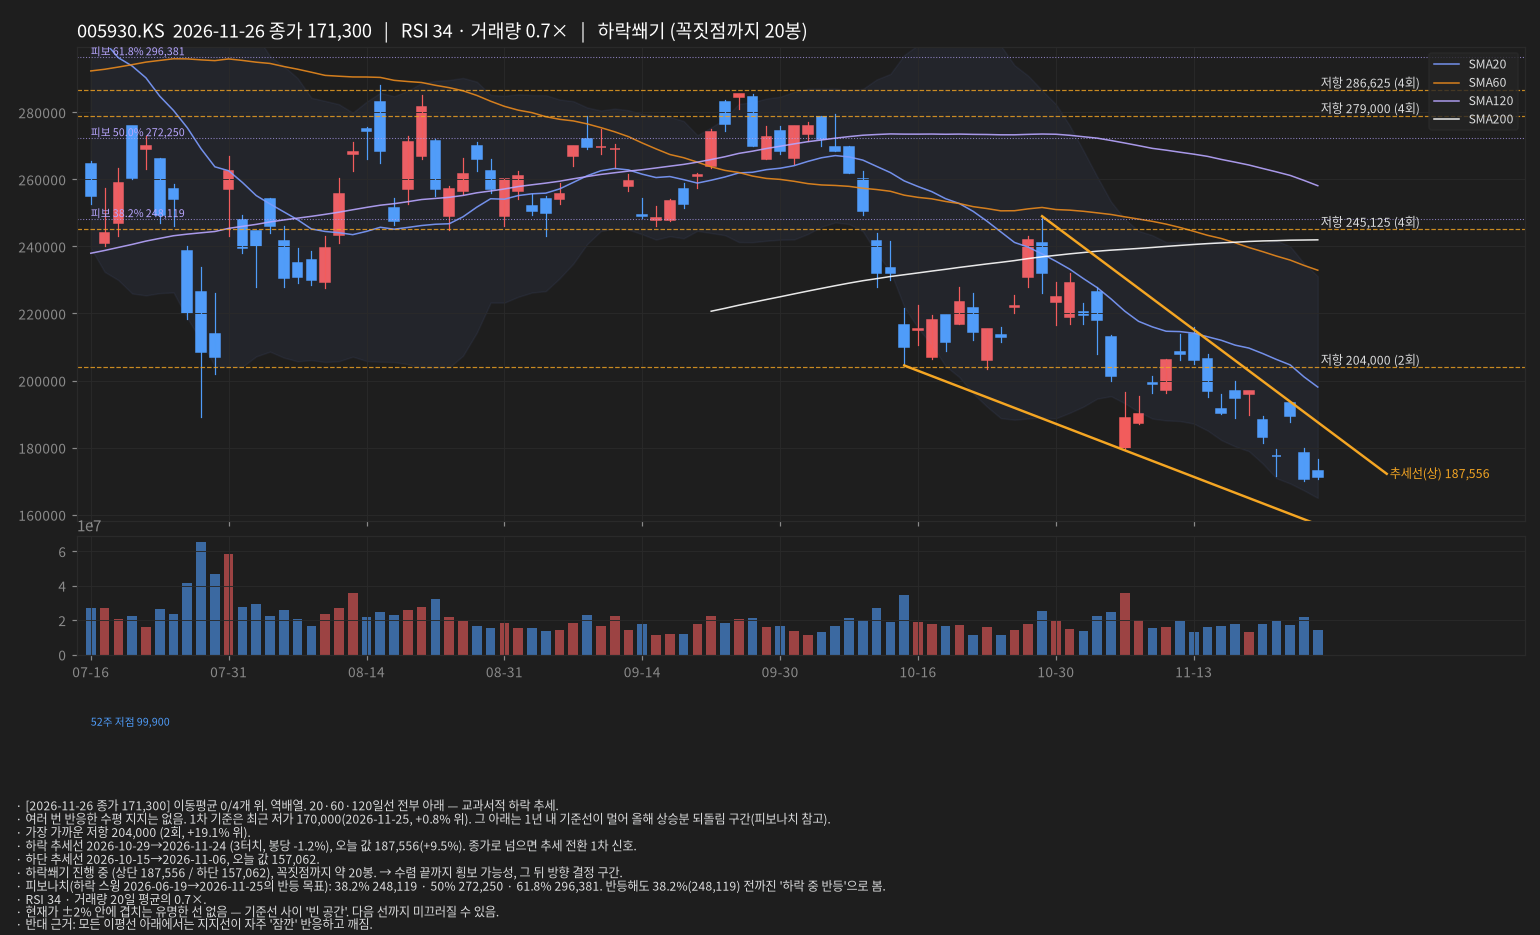 005930.KS 2026-11-26 종가 171,300 | RSI 34 · 거래량 0.7× | 하락쐐기 (꼭짓점까지 20봉)
피보 61.8% 296,381
SMA20
SMA60
SMA120
SMA200
저항 286,625 (4회)
저항 279,000 (4회)
280000
피보 50.0% 272,250
260000
피보 38.2% 248,119
저항 245,125 (4회)
240000
220000
저항 204,000 (2회)
200000
180000
추세선(상) 187,556
160000
1e7
6
4
2
0
07-16 07-31 08-14 08-31 09-14 09-30 10-16 10-30 11-13
52주 저점 99,900
· [2026-11-26 종가 171,300] 이동평균 0/4개 위. 역배열. 20·60·120일선 전부 아래 — 교과서적 하락 추세.
· 여러 번 반응한 수평 지지는 없음. 1차 기준은 최근 저가 170,000(2026-11-25, +0.8% 위). 그 아래는 1년 내 기준선이 멀어 올해 상승분 되돌림 구간(피보나치 참고).
· 가장 가까운 저항 204,000 (2회, +19.1% 위).
· 하락 추세선 2026-10-29→2026-11-24 (3터치, 봉당 -1.2%), 오늘 값 187,556(+9.5%). 종가로 넘으면 추세 전환 1차 신호.
· 하단 추세선 2026-10-15→2026-11-06, 오늘 값 157,062.
· 하락쐐기 진행 중 (상단 187,556 / 하단 157,062), 꼭짓점까지 약 20봉. → 수렴 끝까지 횡보 가능성, 그 뒤 방향 결정 구간.
· 피보나치(하락 스윙 2026-06-19→2026-11-25의 반등 목표): 38.2% 248,119 · 50% 272,250 · 61.8% 296,381. 반등해도 38.2%(248,119) 전까진 '하락 중 반등'으로 봄.
· RSI 34 · 거래량 20일 평균의 0.7×.
· 현재가 ±2% 안에 겹치는 유명한 선 없음 — 기준선 사이 '빈 공간'. 다음 선까지 미끄러질 수 있음.
· 반대 근거: 모든 이평선 아래에서는 지지선이 자주 '잠깐' 반응하고 깨짐.